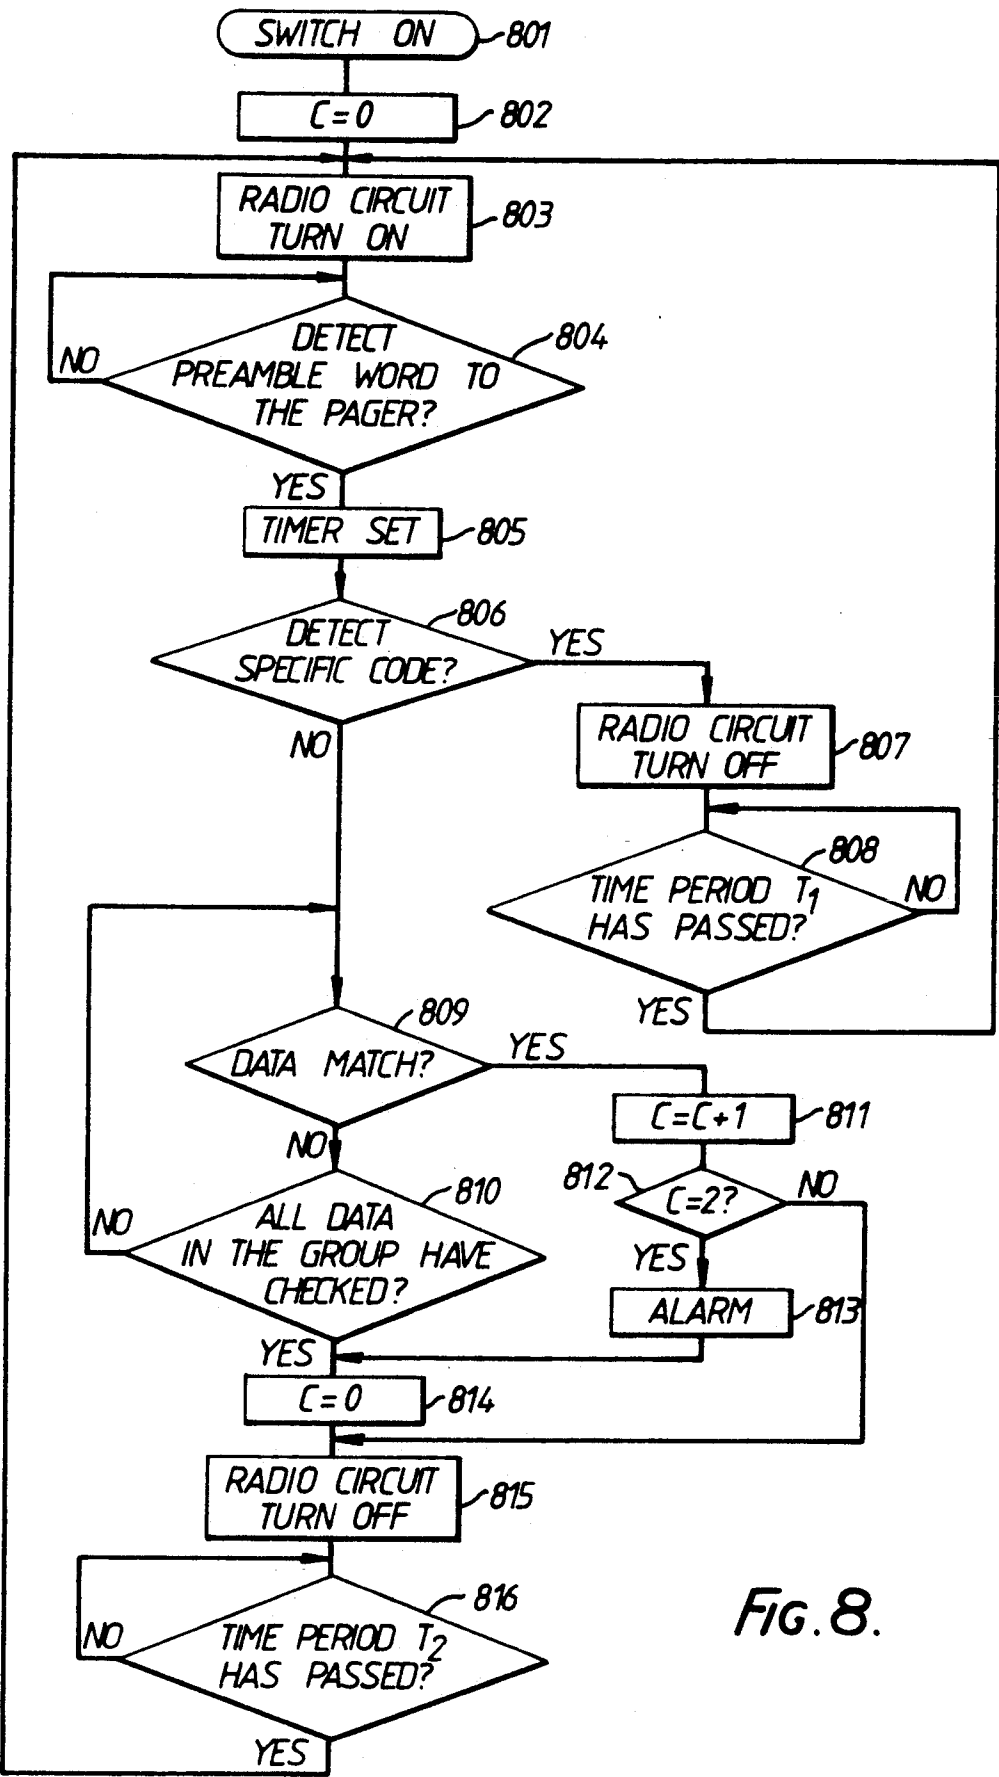 SWITCH ON
801
C=0
802
RADIO CIRCUIT
TURN ON
803
DETECT
PREAMBLE WORD TO
THE PAGER?
804
NO
YES
TIMER SET
805
DETECT
SPECIFIC CODE?
806
YES
NO
RADIO CIRCUIT
TURN OFF
807
TIME PERIOD T1
HAS PASSED?
808
NO
YES
DATA MATCH?
809
YES
NO
C=C+1
811
812
C=2?
NO
YES
ALARM
813
ALL DATA
IN THE GROUP HAVE
CHECKED?
810
NO
YES
C=0
814
RADIO CIRCUIT
TURN OFF
815
TIME PERIOD T2
HAS PASSED?
816
NO
YES
FIG. 8.